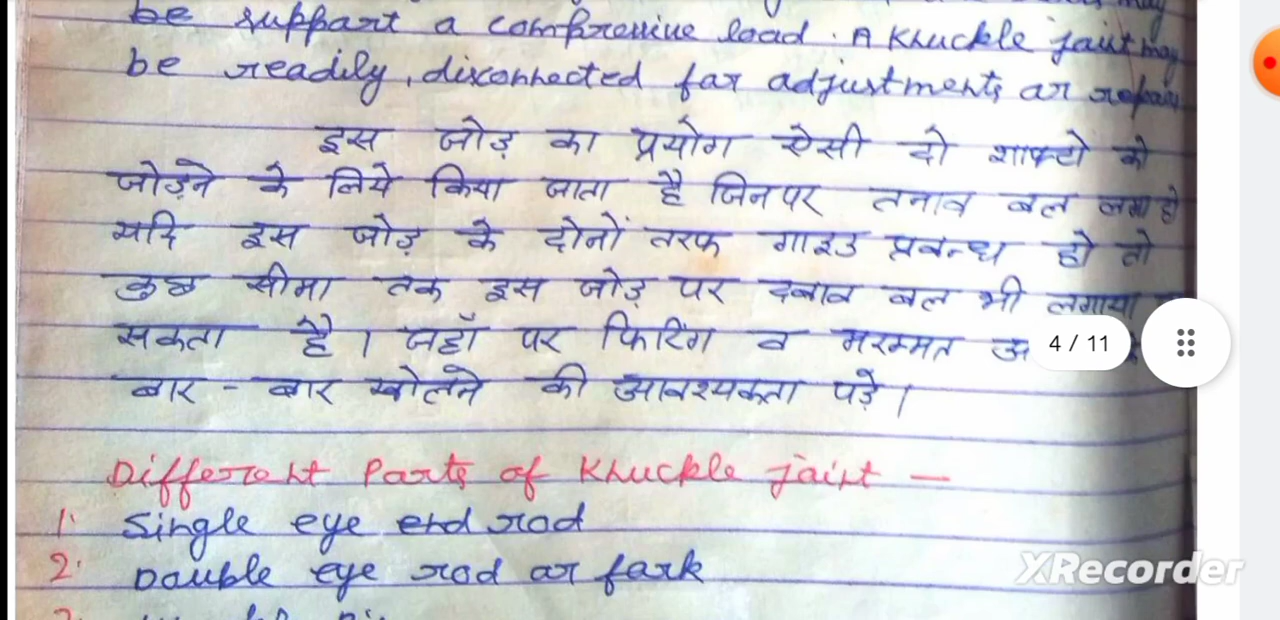 be support a compressive load. A Knuckle joint may
be readily, disconnected for adjustments or repair
इस जोड़ का प्रयोग ऐसी दो शाफ्टो को
जोड़ने के लिये किया जाता है जिनपर तनाव बल लगा हो
यदि इस जोड़ के दोनों तरफ गाइड प्रबन्ध हो तो
कुछ सीमा तक इस जोड़ पर दबाव बल भी लगाया
सकता है। जहाँ पर फिटिंग व मरम्मत
4 / 11
बार - बार खोलने की आवश्यकता पड़े।
Different Parts of Knuckle joint —
1. Single eye end rod
2. Double eye rod or fork
XRecorder